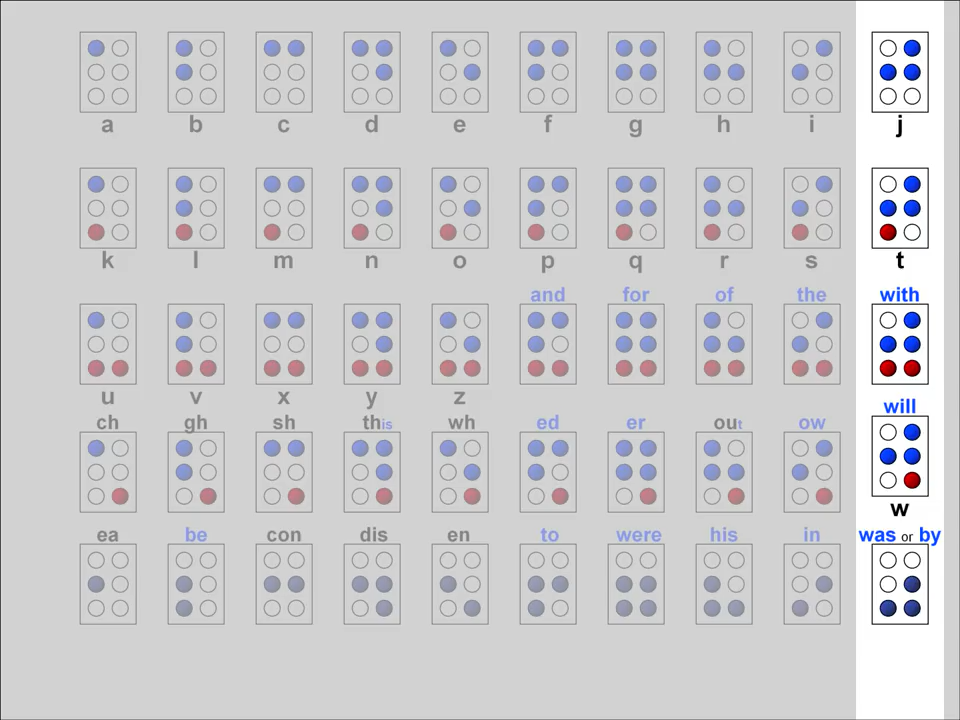 a b c d e f g h i j
k l m n o p q r s t
and for of the with
u v x y z
will
ch gh sh this wh ed er out ow
w
ea be con dis en to were his in was or by